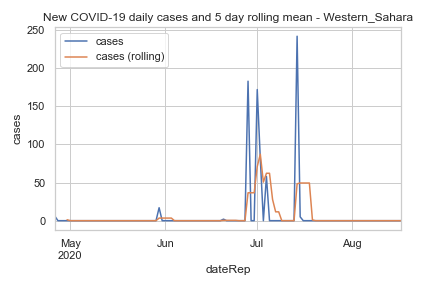 New COVID-19 daily cases and 5 day rolling mean - Western_Sahara
250
200
150
100
50
0
cases
cases
cases (rolling)
May
2020
Jun
Jul
Aug
dateRep